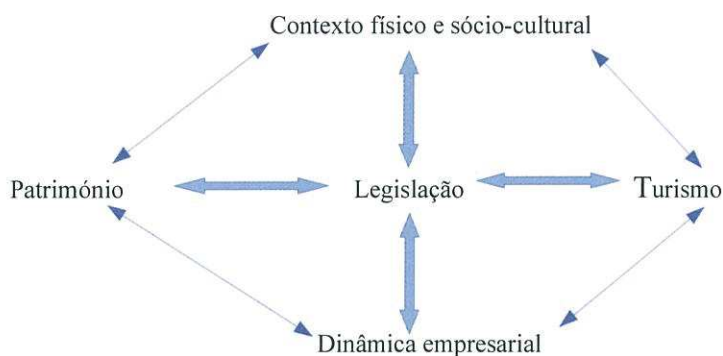 Contexto físico e sócio-cultural
Património Legislação Turismo
Dinâmica empresarial